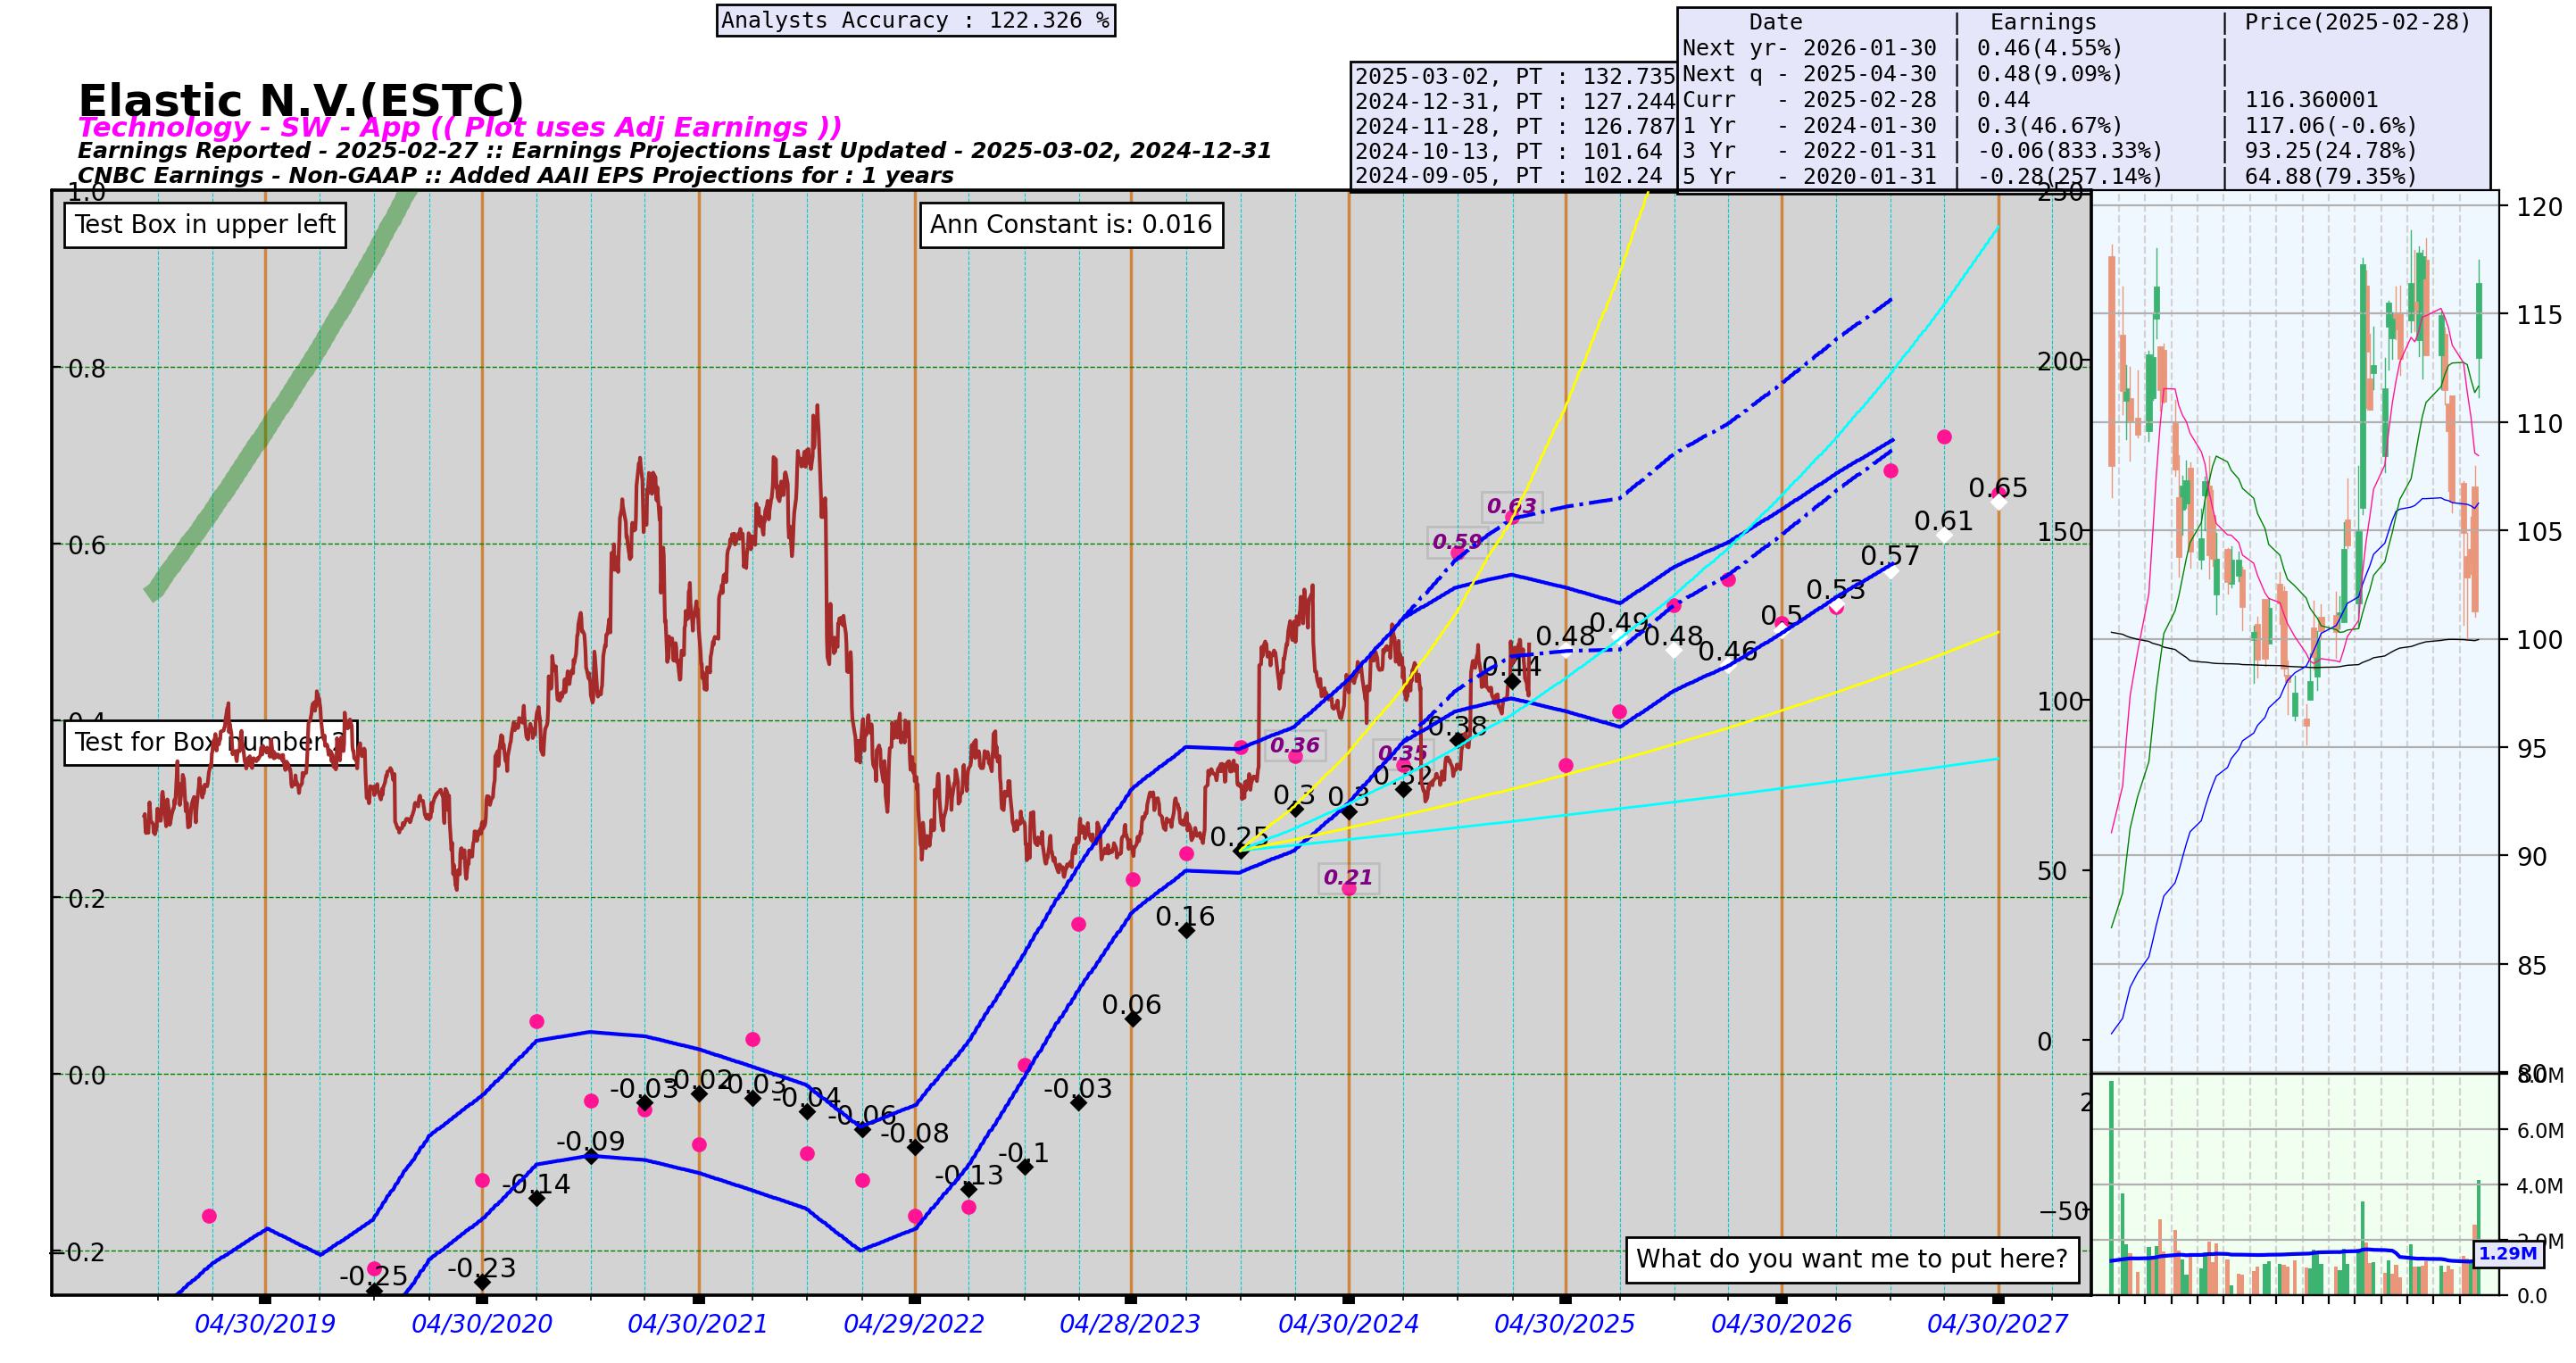 Analysts Accuracy : 122.326 %
Date | Earnings | Price(2025-02-28)
Next yr- 2026-01-30 | 0.46(4.55%) |
Next q - 2025-04-30 | 0.48(9.09%) |
Curr - 2025-02-28 | 0.44 | 116.360001
1 Yr - 2024-01-30 | 0.3(46.67%) | 117.06(-0.6%)
3 Yr - 2022-01-31 | -0.06(833.33%) | 93.25(24.78%)
5 Yr - 2020-01-31 | -0.28(257.14%) | 64.88(79.35%)
2025-03-02, PT : 132.735
2024-12-31, PT : 127.244
2024-11-28, PT : 126.787
2024-10-13, PT : 101.64
2024-09-05, PT : 102.24
Elastic N.V.(ESTC)
Technology - SW - App (( Plot uses Adj Earnings ))
Earnings Reported - 2025-02-27 :: Earnings Projections Last Updated - 2025-03-02, 2024-12-31
CNBC Earnings - Non-GAAP :: Added AAII EPS Projections for : 1 years
Test Box in upper left
Ann Constant is: 0.016
Test for Box number 2
What do you want me to put here?
1.0
0.8
0.6
0.4
0.2
0.0
−0.2
-0.25
-0.23
-0.14
-0.09
-0.03
-0.02
-0.03
-0.04
-0.06
-0.08
-0.13
-0.1
-0.03
0.06
0.16
0.25
0.3
0.36
0.3
0.21
0.32
0.35
0.38
0.59
0.44
0.63
0.48
0.49
0.48
0.46
0.5
0.53
0.57
0.61
0.65
250
200
150
100
50
0
−50
2
120
115
110
105
100
95
90
85
80
8.0M
6.0M
4.0M
2.0M
1.29M
0.0
04/30/2019
04/30/2020
04/30/2021
04/29/2022
04/28/2023
04/30/2024
04/30/2025
04/30/2026
04/30/2027